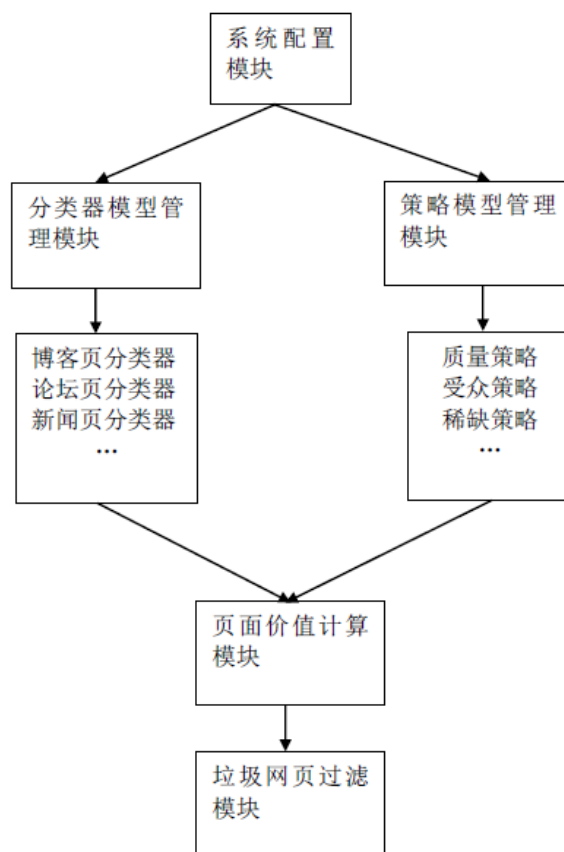 系统配置
模块
分类器模型管
理模块
策略模型管理
模块
博客页分类器
论坛页分类器
新闻页分类器
...
质量策略
受众策略
稀缺策略
...
页面价值计算
模块
垃圾网页过滤
模块